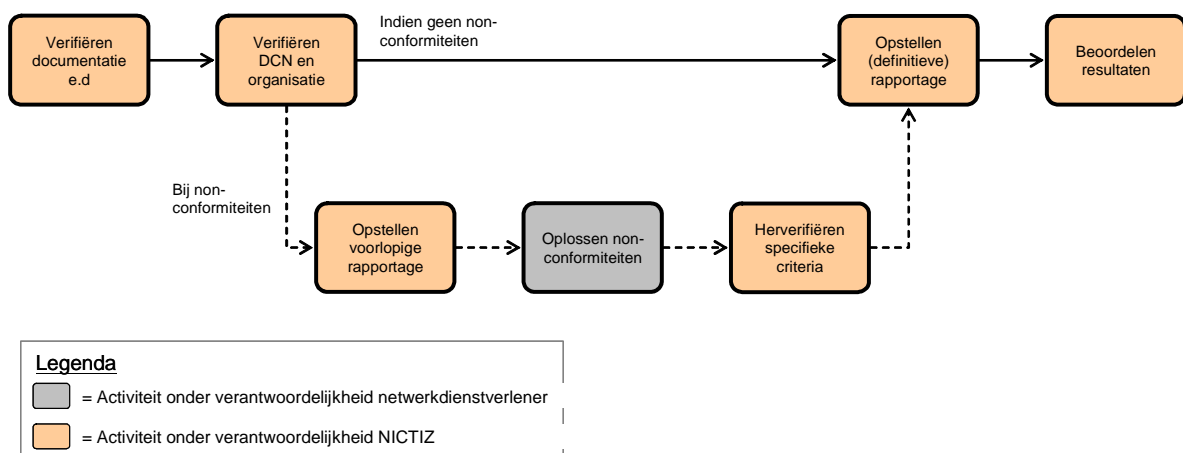 Verifiëren
documentatie
e.d
Verifiëren
DCN en
organisatie
Indien geen non-
conformiteiten
Opstellen
(definitieve)
rapportage
Beoordelen
resultaten
Bij non-
conformiteiten
Opstellen
voorlopige
rapportage
Oplossen non-
conformiteiten
Herverifiëren
specifieke
criteria
Legenda
= Activiteit onder verantwoordelijkheid netwerkdienstverlener
= Activiteit onder verantwoordelijkheid NICTIZ